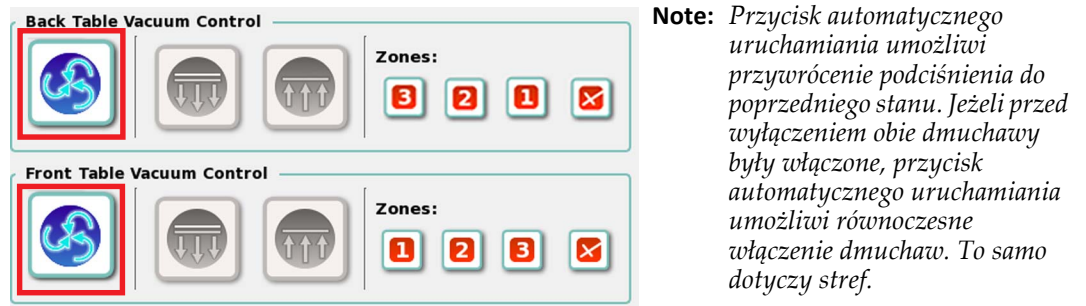 Back Table Vacuum Control
Zones:
3 2 1
Front Table Vacuum Control
Zones:
1 2 3
Note: Przycisk automatycznego
uruchamiania umożliwi
przywrócenie podciśnienia do
poprzedniego stanu. Jeżeli przed
wyłączeniem obie dmuchawy
były włączone, przycisk
automatycznego uruchamiania
umożliwi równoczesne
włączenie dmuchaw. To samo
dotyczy stref.